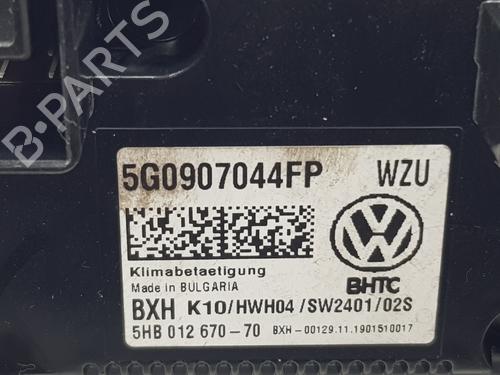 B-PARTS
5G0907044FP WZU
BHTC
Klimabetaetigung
Made in BULGARIA
BXH K10/HWH04/SW2401/02S
5HB 012 670-70 BXH-00129.11.1901510017